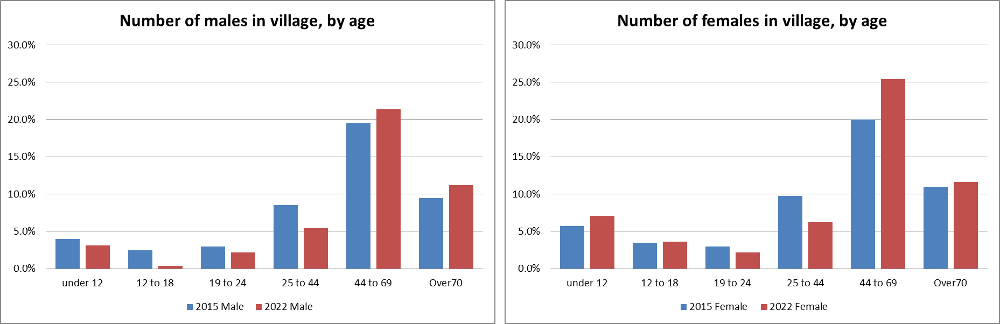 Number of males in village, by age
30.0%
25.0%
20.0%
15.0%
10.0%
5.0%
0.0%
under 12 12 to 18 19 to 24 25 to 44 44 to 69 Over70
2015 Male 2022 Male
Number of females in village, by age
30.0%
25.0%
20.0%
15.0%
10.0%
5.0%
0.0%
under 12 12 to 18 19 to 24 25 to 44 44 to 69 Over70
2015 Female 2022 Female